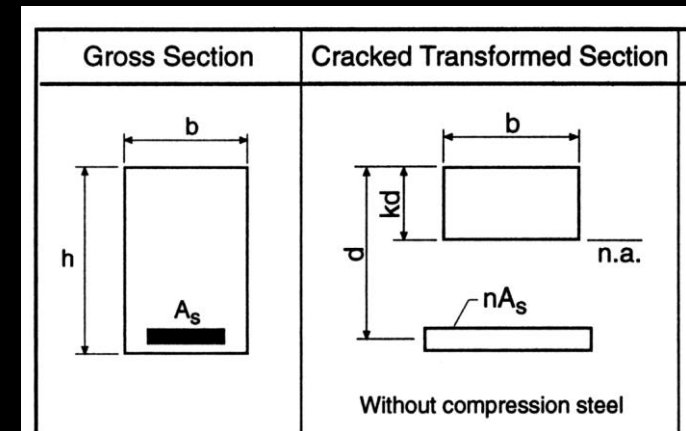 Gross Section
b
h
As
Cracked Transformed Section
b
kd
d
n.a.
nAs
Without compression steel